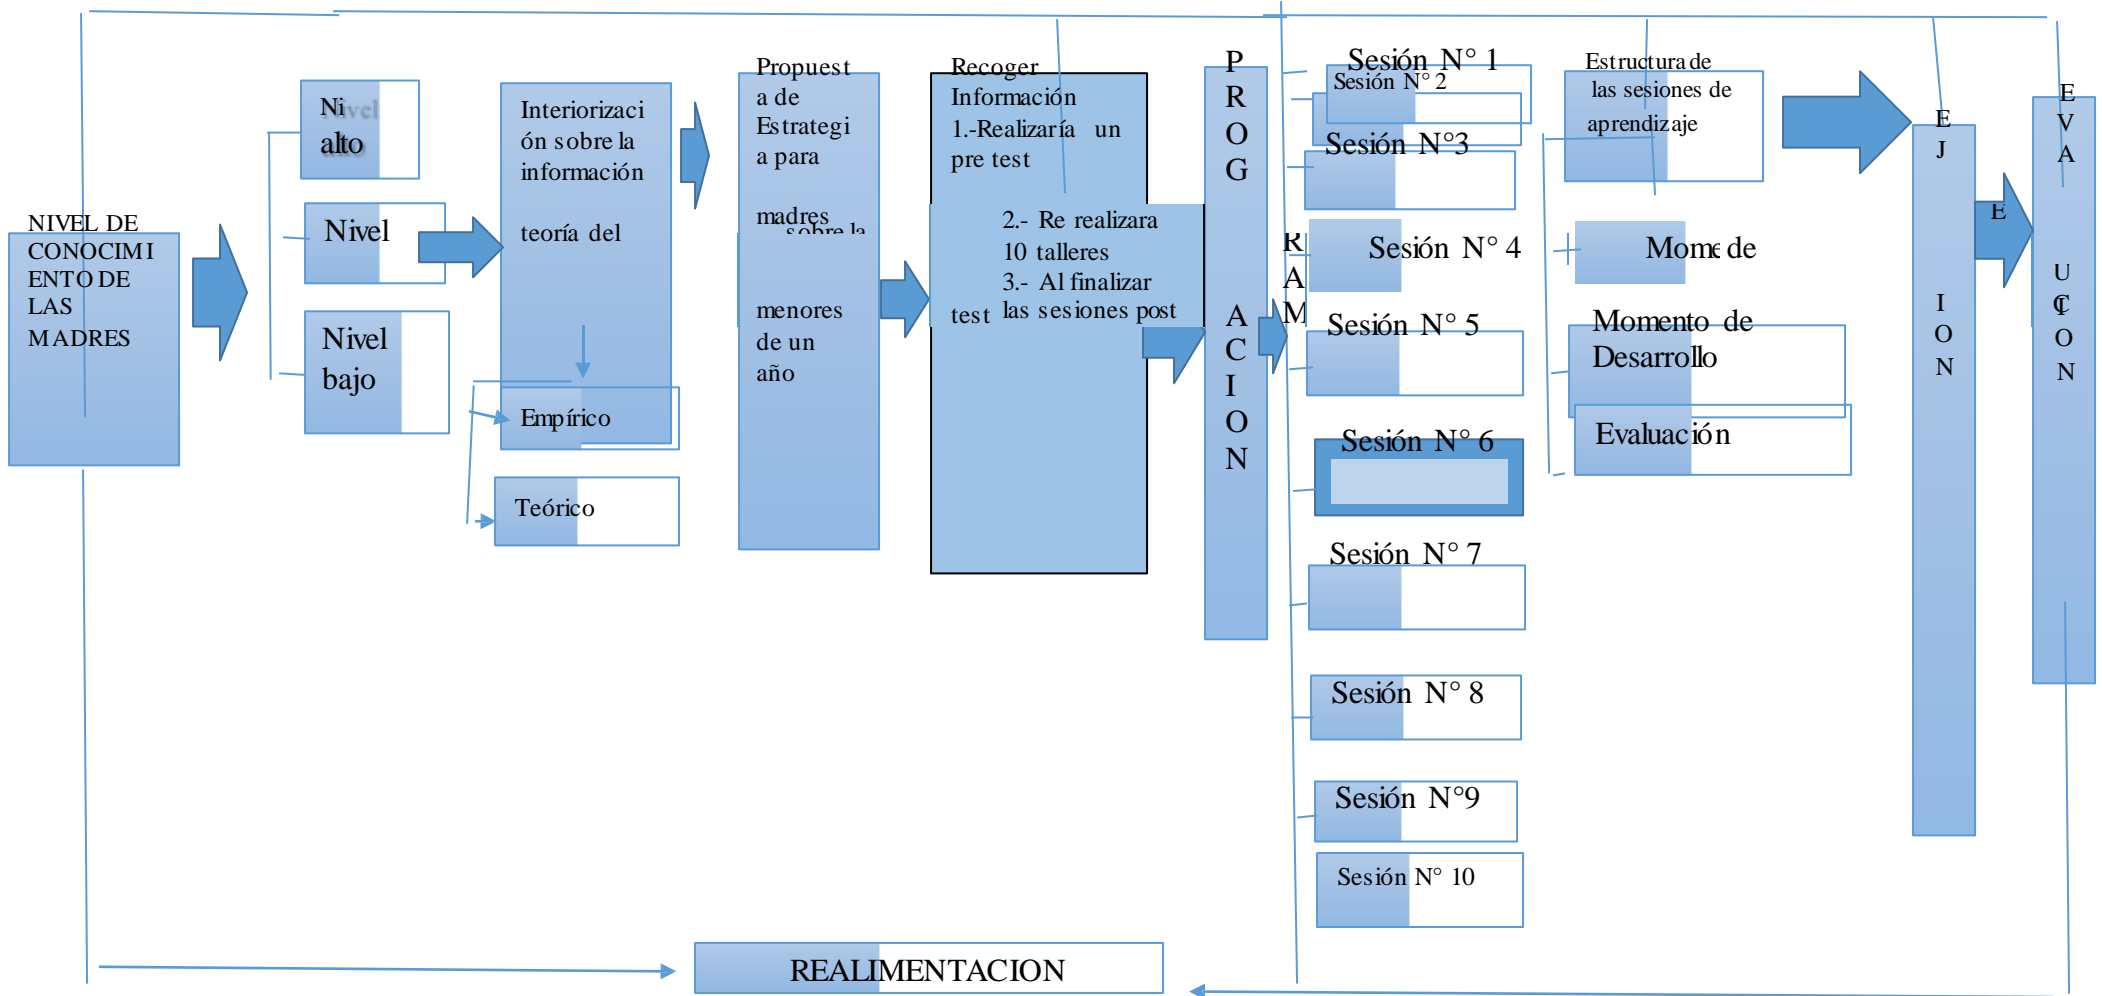 NIVEL DE
CONOCIMI
ENTO DE
LAS
MADRES
Ni
Nivel
alto
Nivel
Nivel
bajo
Interiorizaci
ón sobre la
información
teoría del
Empírico
Teórico
Propuest
a de
Estrategi
a para
madres
sobre la
menores
de un
año
Recoger
Información
1.-Realizaría un
pre test
2.- Re realizara
10 talleres
3.- Al finalizar
las sesiones post
test
P
R
O
G
A
C
I
O
N
R
A
M
Sesión N° 1
Sesión N° 2
Sesión N°3
Sesión N° 4
Sesión N° 5
Sesión N° 6
Sesión N° 7
Sesión N° 8
Sesión N°9
Sesión N° 10
Estructura de
las sesiones de
aprendizaje
de
Momento de
Desarrollo
Evaluación
E
J
I
O
N
E
E
V
A
U
O
N
REALIMENTACION